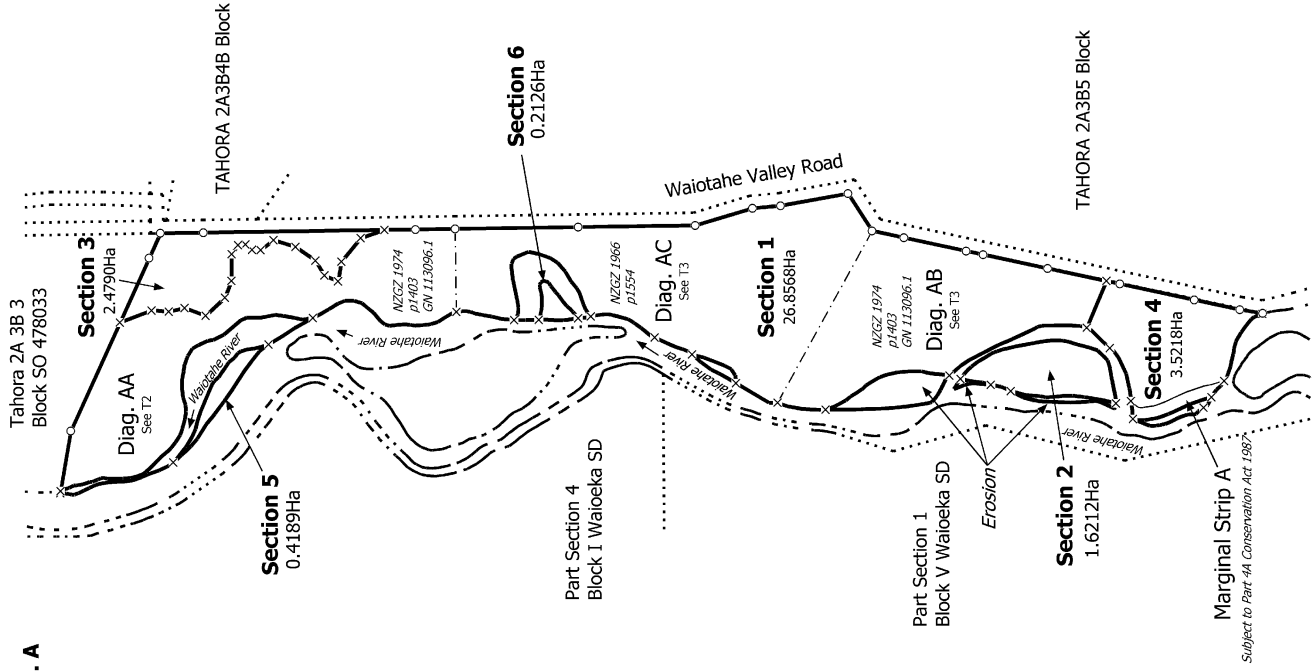 . A
Tahora 2A 3B 3
Block SO 478033
TAHORA 2A3B4B Block
Section 3
2.4790Ha
Diag. AA
See T2
Waiotahe River
Section 5
0.4189Ha
NZGZ 1974
p1403
GN 113096.1
Waiotahe River
Section 6
0.2126Ha
NZGZ 1966
p1554
Diag. AC
See T3
Waiotahe Valley Road
Part Section 4
Block I Waioeka SD
Waiotahe River
Section 1
26.8568Ha
NZGZ 1974
p1403
GN 113096.1
Diag. AB
See T3
TAHORA 2A3B5 Block
Part Section 1
Block V Waioeka SD
Erosion
Section 2
1.6212Ha
Waiotahe River
Section 4
3.5218Ha
Marginal Strip A
Subject to Part 4A Conservation Act 1987